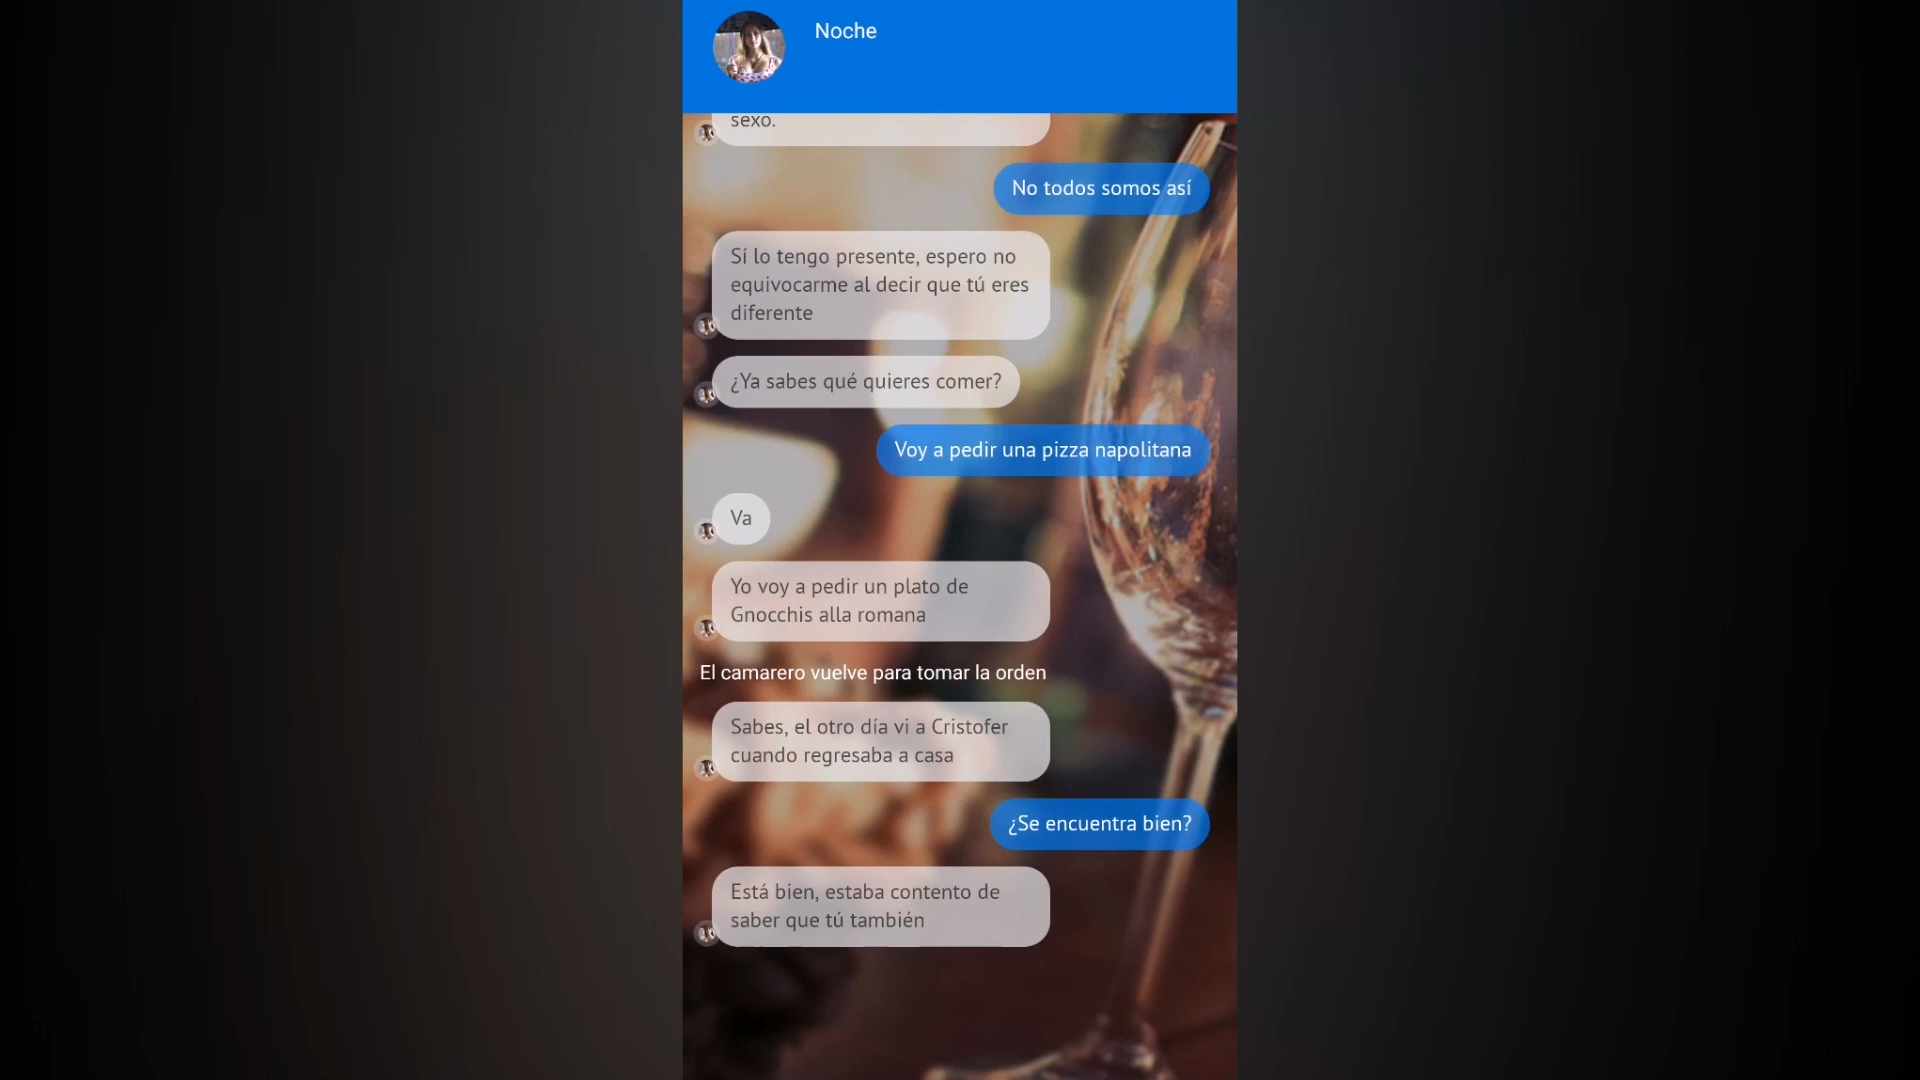 Noche
sexo.
No todos somos así
Sí lo tengo presente, espero no
equivocarme al decir que tú eres
diferente
¿Ya sabes qué quieres comer?
Voy a pedir una pizza napolitana
Va
Yo voy a pedir un plato de
Gnocchis alla romana
El camarero vuelve para tomar la orden
Sabes, el otro día vi a Cristofer
cuando regresaba a casa
¿Se encuentra bien?
Está bien, estaba contento de
saber que tú también